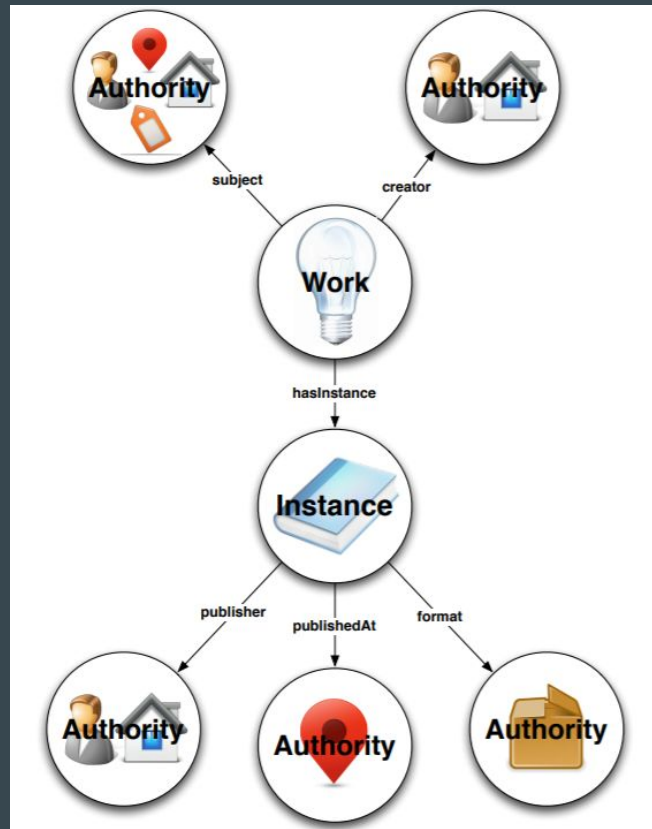 Authority
Authority
subject
creator
Work
hasInstance
Instance
publisher
publishedAt
format
Authority
Authority
Authority